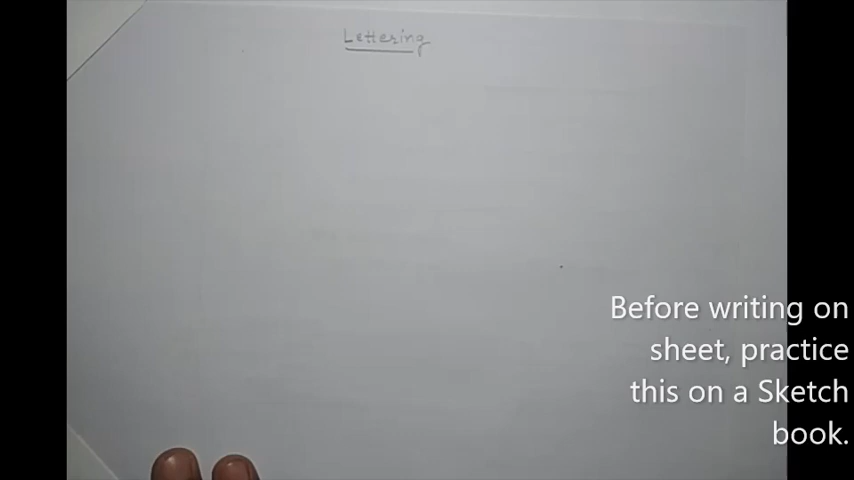 Lettering
Before writing on
sheet, practice
this on a Sketch
book.